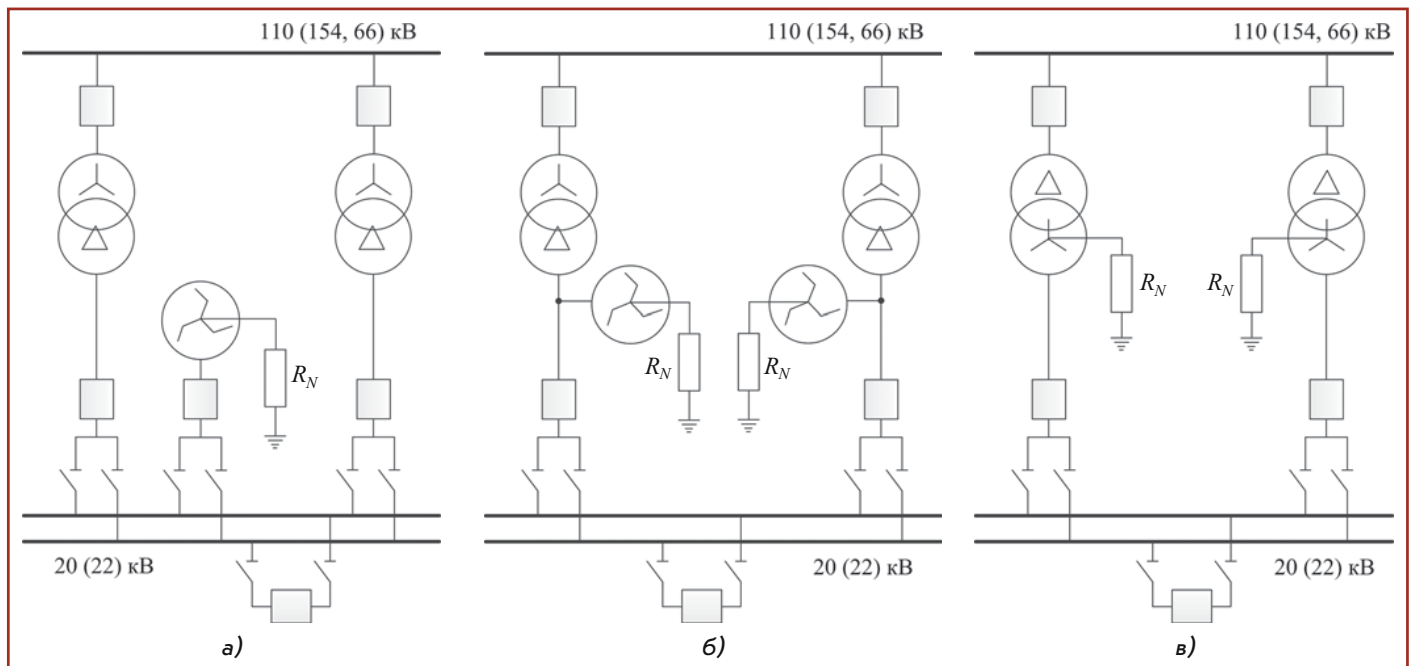 110 (154, 66) кВ
R_N
20 (22) кВ
а)
110 (154, 66) кВ
R_N
R_N
20 (22) кВ
б)
110 (154, 66) кВ
R_N
R_N
20 (22) кВ
в)